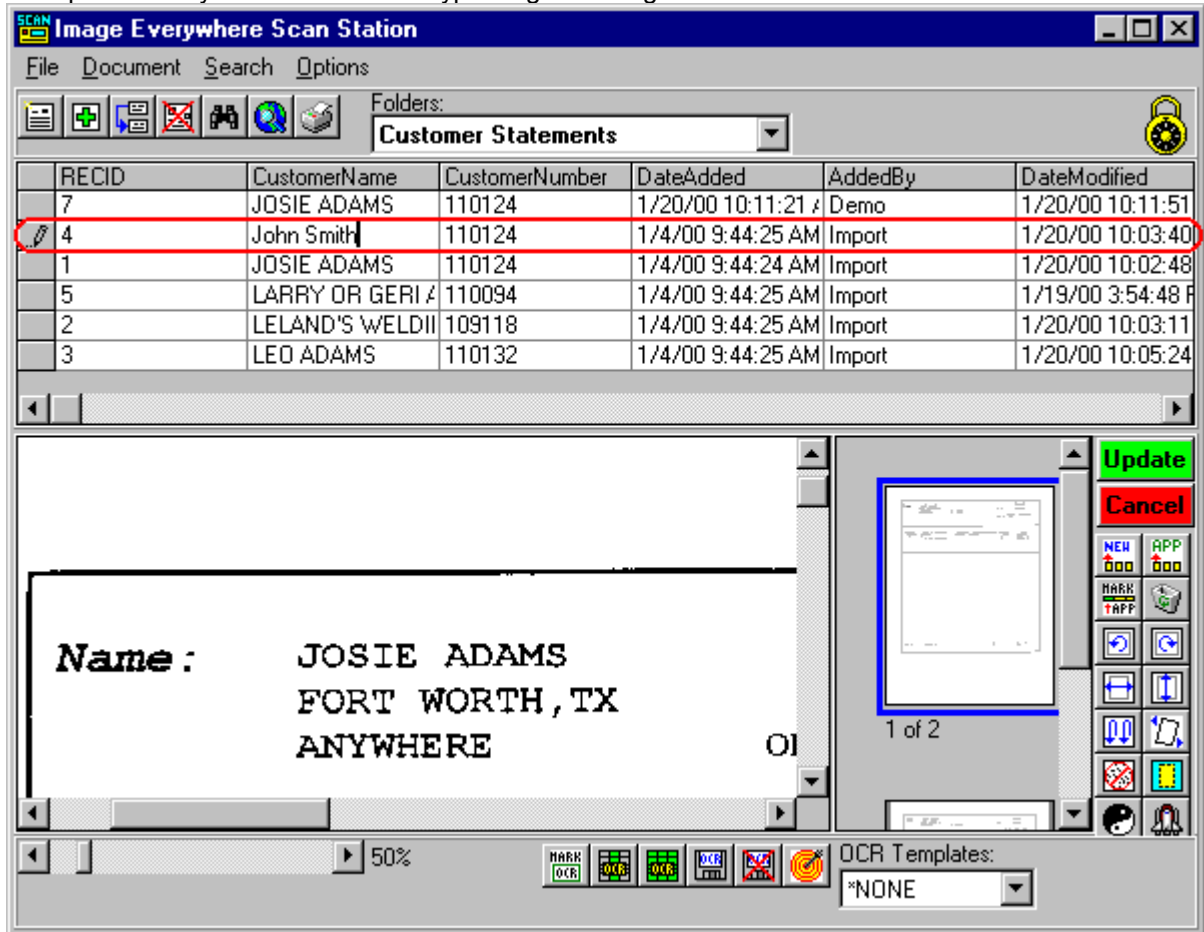 Image Everywhere Scan Station
File Document Search Options
Folders:
Customer Statements
RECID CustomerName CustomerNumber DateAdded AddedBy DateModified
7 JOSIE ADAMS 110124 1/20/00 10:11:21 Demo 1/20/00 10:11:51
4 John Smith 110124 1/4/00 9:44:25 AM Import 1/20/00 10:03:40
1 JOSIE ADAMS 110124 1/4/00 9:44:24 AM Import 1/20/00 10:02:48
5 LARRY OR GERI 110094 1/4/00 9:44:25 AM Import 1/19/00 3:54:48
2 LELAND'S 109118 1/4/00 9:44:25 AM Import 1/20/00 10:03:11
3 LEO ADAMS 110132 1/4/00 9:44:25 AM Import 1/20/00 10:05:24
Update
Cancel
NEW APP
MARK
APP
Name: JOSIE ADAMS
FORT WORTH,TX
ANYWHERE
1 of 2
50%
MARK
OCR OCR OCR OCR
OCR Templates:
*NONE